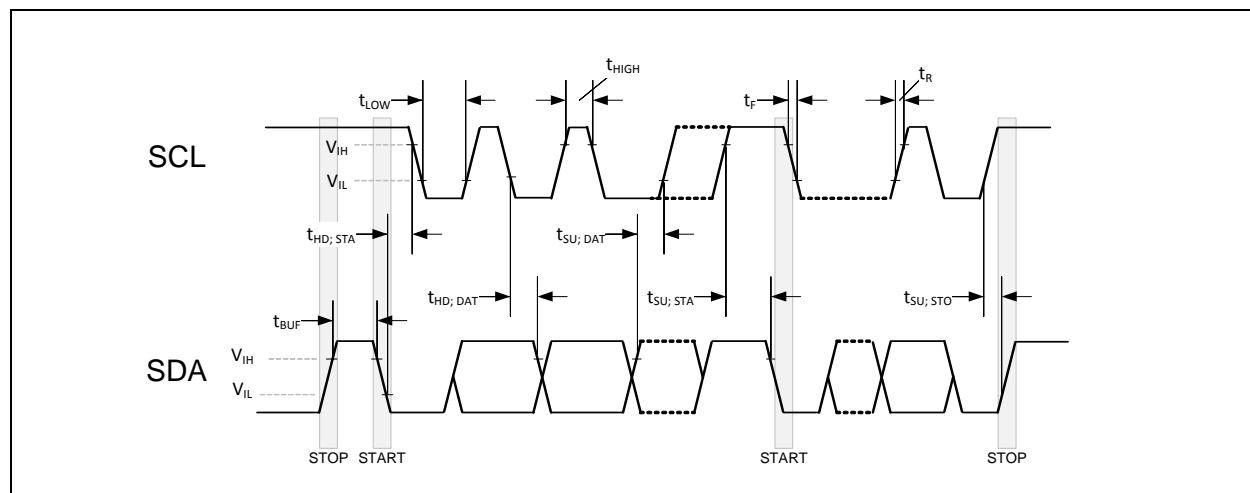 tHIGH
tR
tLOW
tF
SCL
VIH
VIL
tHD; STA
tSU; DAT
tHD; DAT
tSU; STA
tSU; STO
tBUF
SDA
VIH
VIL
STOP
START
START
STOP